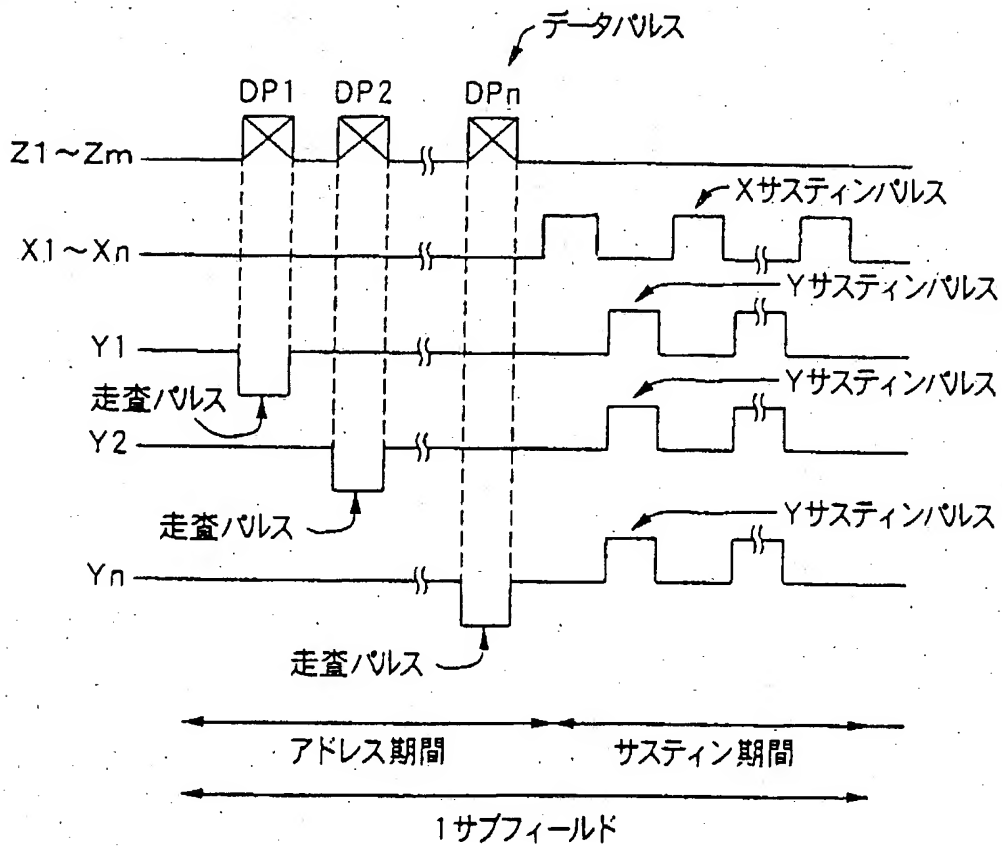 データパルス
DP1 DP2 DPn
Z1～Zm
Xサスティンパルス
X1～Xn
Yサスティンパルス
Y1
走査パルス
Yサスティンパルス
Y2
走査パルス
Yサスティンパルス
Yn
走査パルス
アドレス期間 サスティン期間
1サブフィールド